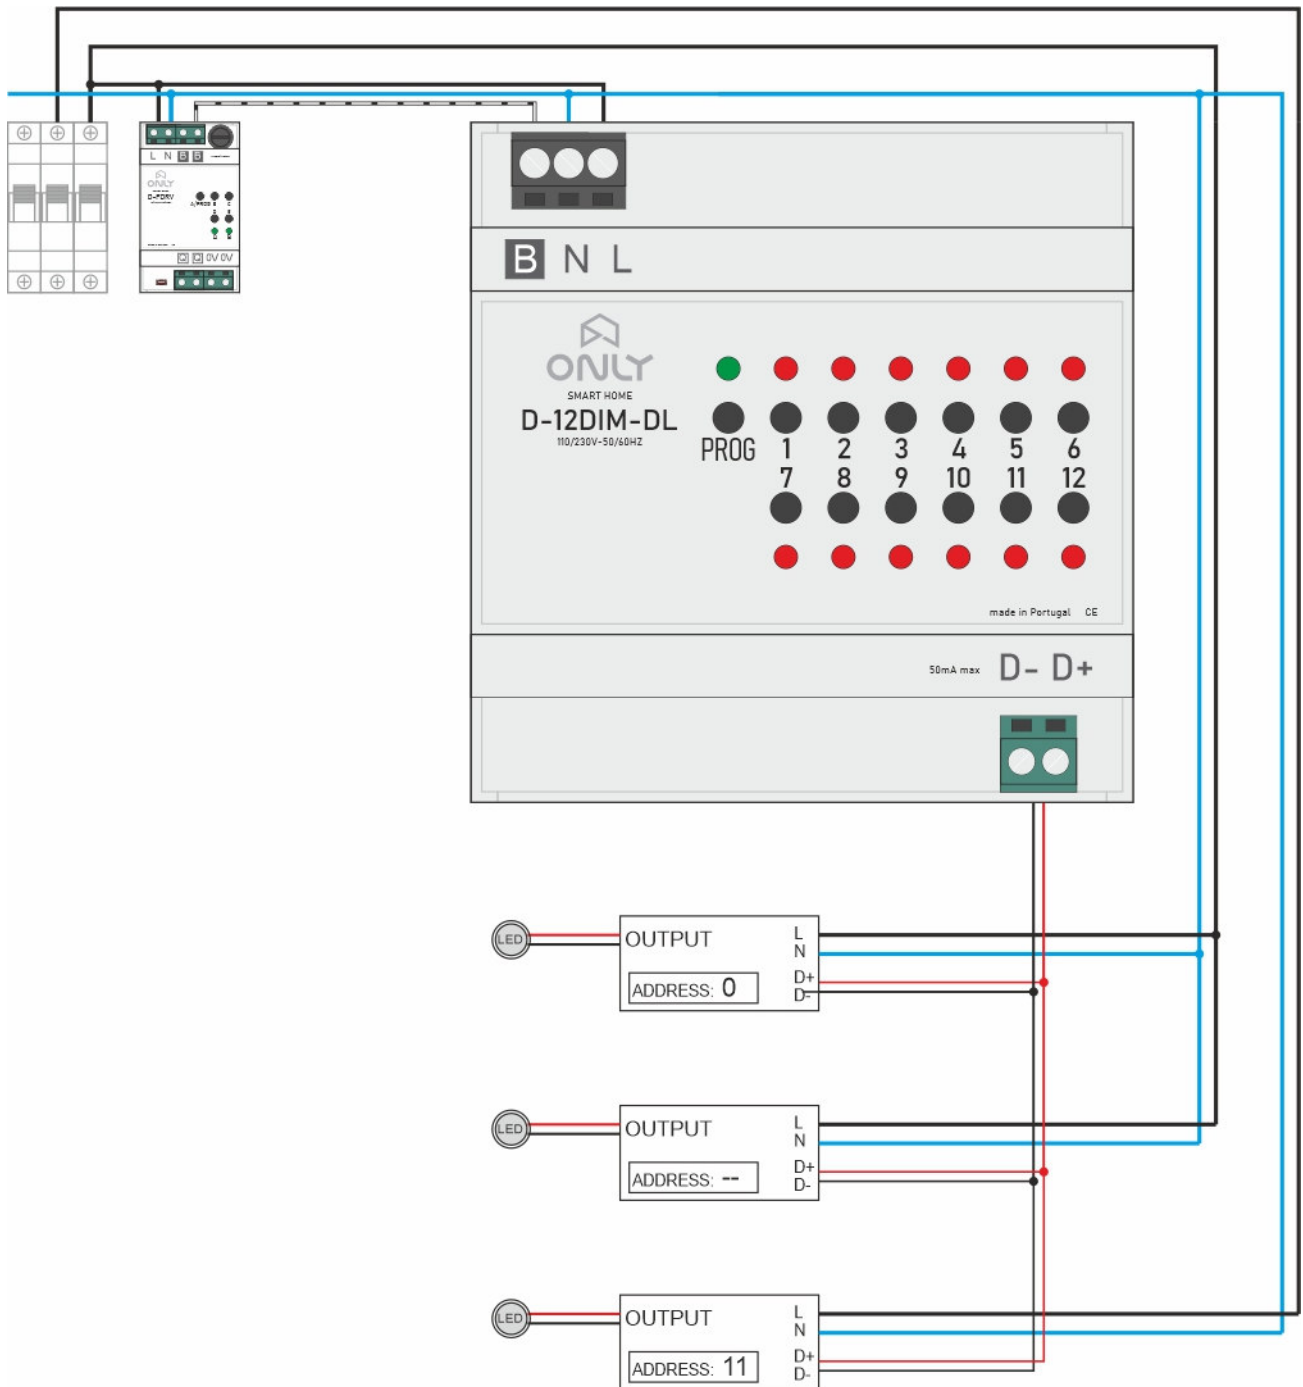 L N B B
ONLY
D-PDRV
A/PROG B C
0V 0V
B N L
ONLY
SMART HOME
D-12DIM-DL
110/230V-50/60HZ
PROG 1 2 3 4 5 6
7 8 9 10 11 12
made in Portugal CE
50mA max D- D+
LED
OUTPUT
ADDRESS: 0
L
N
D+
D-
LED
OUTPUT
ADDRESS: --
L
N
D+
D-
LED
OUTPUT
ADDRESS: 11
L
N
D+
D-